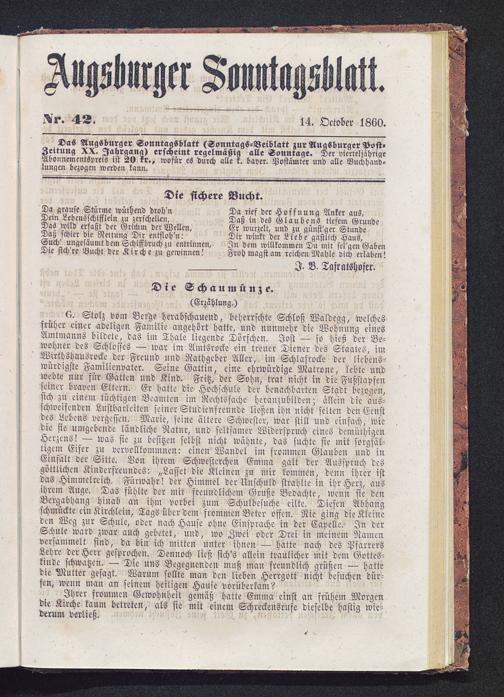 Augsburger Sonntagsblatt.
Nr. 42.
14. October 1860.
Das Augsburger Sonntagsblatt (Sonntags-Beiblatt zur Augsburger Post-
Zeitung XX. Jahrgang) erscheint regelmäßig alle Sonntage. Der vierteljährige
Abonnementspreis ist 20 kr., wofür es durch alle k. bayer. Postämter und alle Buchhand-
lungen bezogen werden kann.
Die sichere Bucht.
Da grause Stürme wüthend droh'n
Dein Lebensschifflein zu zerschellen,
Das wild erfaßt der Grimm der Wellen,
Daß schier die Rettung Dir entfloh'n:
Such' ungesäumt dem Schiffbruch zu entrinnen,
Die sich're Bucht der Kirche zu gewinnen!
Da rief der Hoffnung Anker aus,
Daß in des Glaubens tiefem Grunde
Er wurzelt, und zu günst'ger Stunde
Dir winkt der Liebe gastlich Haus,
In dem willkommen Du mit sel'gen Gaben
Froh magst am reichen Mahle dich erlaben.
J. B. Tafratshofer.
Die Schaumünze.
(Erzählung.)
G. Stolz vom Berge herabschauend, beherrschte Schloß Waldegg, welches
früher einer adeligen Familie angehört hatte, und nunmehr die Wohnung eines
Amtmanns bildete, das im Thale liegende Dörfchen. Jost — so hieß der Be-
wohner des Schlosses — war im Amtsrocke ein treuer Diener des Staates, im
Wirthshausrocke der Freund und Rathgeber Aller, im Schlafrocke der liebens-
würdigste Familienvater. Seine Gattin, eine ehrwürdige Matrone, lebte und
webte nur für Gatten und Kind. Fritz, der Sohn, trat nicht in die Fußstapfen
seiner braven Eltern. Er hatte die Hochschule der benachbarten Stadt bezogen,
sich zu einem tüchtigen Beamten im Rechtsfache heranzubilden; allein die aus-
schweifenden Lustbarkeiten seiner Studienfreunde ließen ihn nicht selten den Ernst
des Lebens vergessen. Marie, seine ältere Schwester, war still und einfach, wie
die sie umgebende ländliche Natur, und seltsamer Widerspruch eines demüthigen
Herzens! — was sie zu besitzen selbst nicht wähnte, das suchte sie mit sorgfäl-
tigem Eifer zu vervollkommnen: einen Wandel im frommen Glauben und in
Einfalt der Sitte. Von ihrem Schwesterchen Emma galt der Ausspruch des
göttlichen Kinderfreundes: „Lasset die Kleinen zu mir kommen, denn ihrer ist
das Himmelreich. Fürwahr! der Himmel der Unschuld strahlte in ihr Herz, aus
ihrem Auge. Das fühlte der mit freundlichem Gruße Bedachte, wenn sie den
Bergabhang hinab an ihm vorbei zum Schulbesuche eilte. Diesen Abhang
schmückte ein Kirchlein, Tags über dem frommen Beter offen. Nie ging die Kleine
den Weg zur Schule, oder nach Hause ohne Einsprache in der Capelle. In der
Schule ward zwar auch gebetet, und, wo Zwei oder Drei in meinem Namen
versammelt sind, da bin ich mitten unter ihnen — hatte nach des Pfarrers
Lehre der Herr gesprochen. Dennoch ließ sich's allein traulicher mit dem Gottes-
kinde schwatzen. — Die uns Begegnenden muß man freundlich grüßen — hatte
die Mutter gesagt. Warum sollte man den lieben Herrgott nicht besuchen dür-
fen, wenn man an seinem heiligen Hause vorüberkam?
Ihrer frommen Gewohnheit gemäß hatte Emma einst an frühem Morgen
die Kirche kaum betreten, als sie mit einem Schreckensrufe dieselbe hastig wie-
derum verließ.